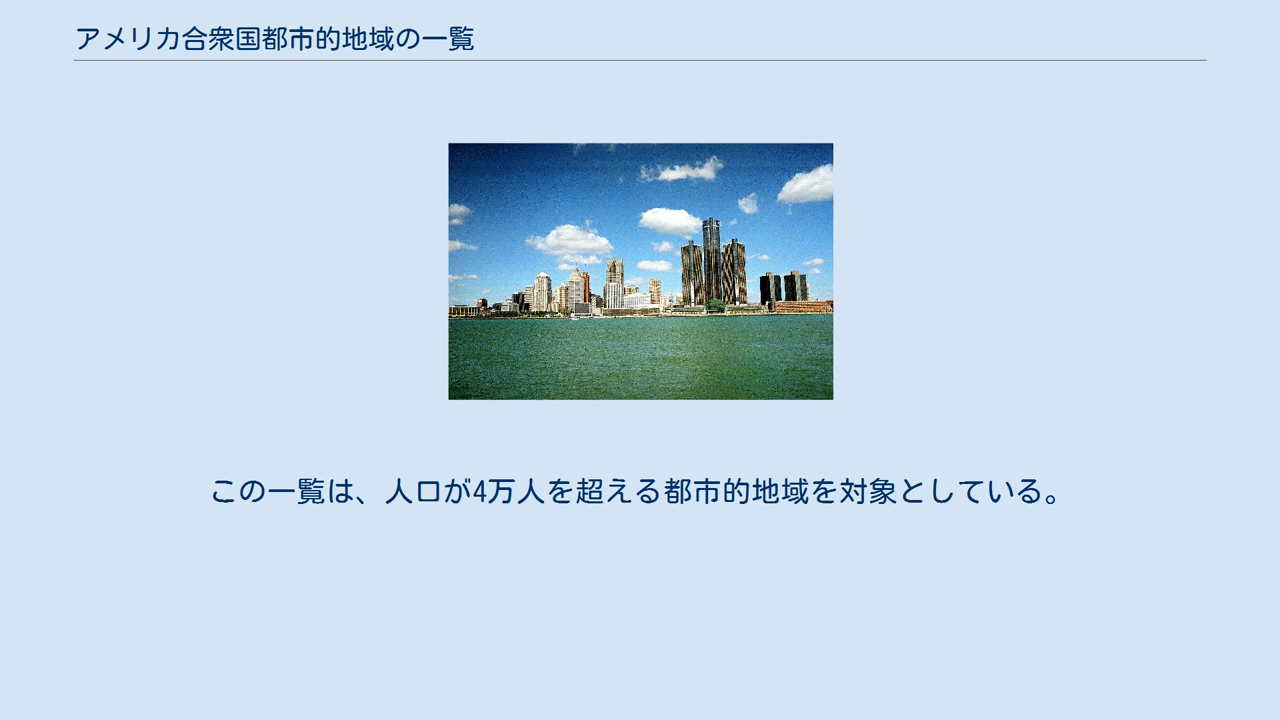 アメリカ合衆国都市的地域の一覧
この一覧は、人口が4万人を超える都市的地域を対象としている。